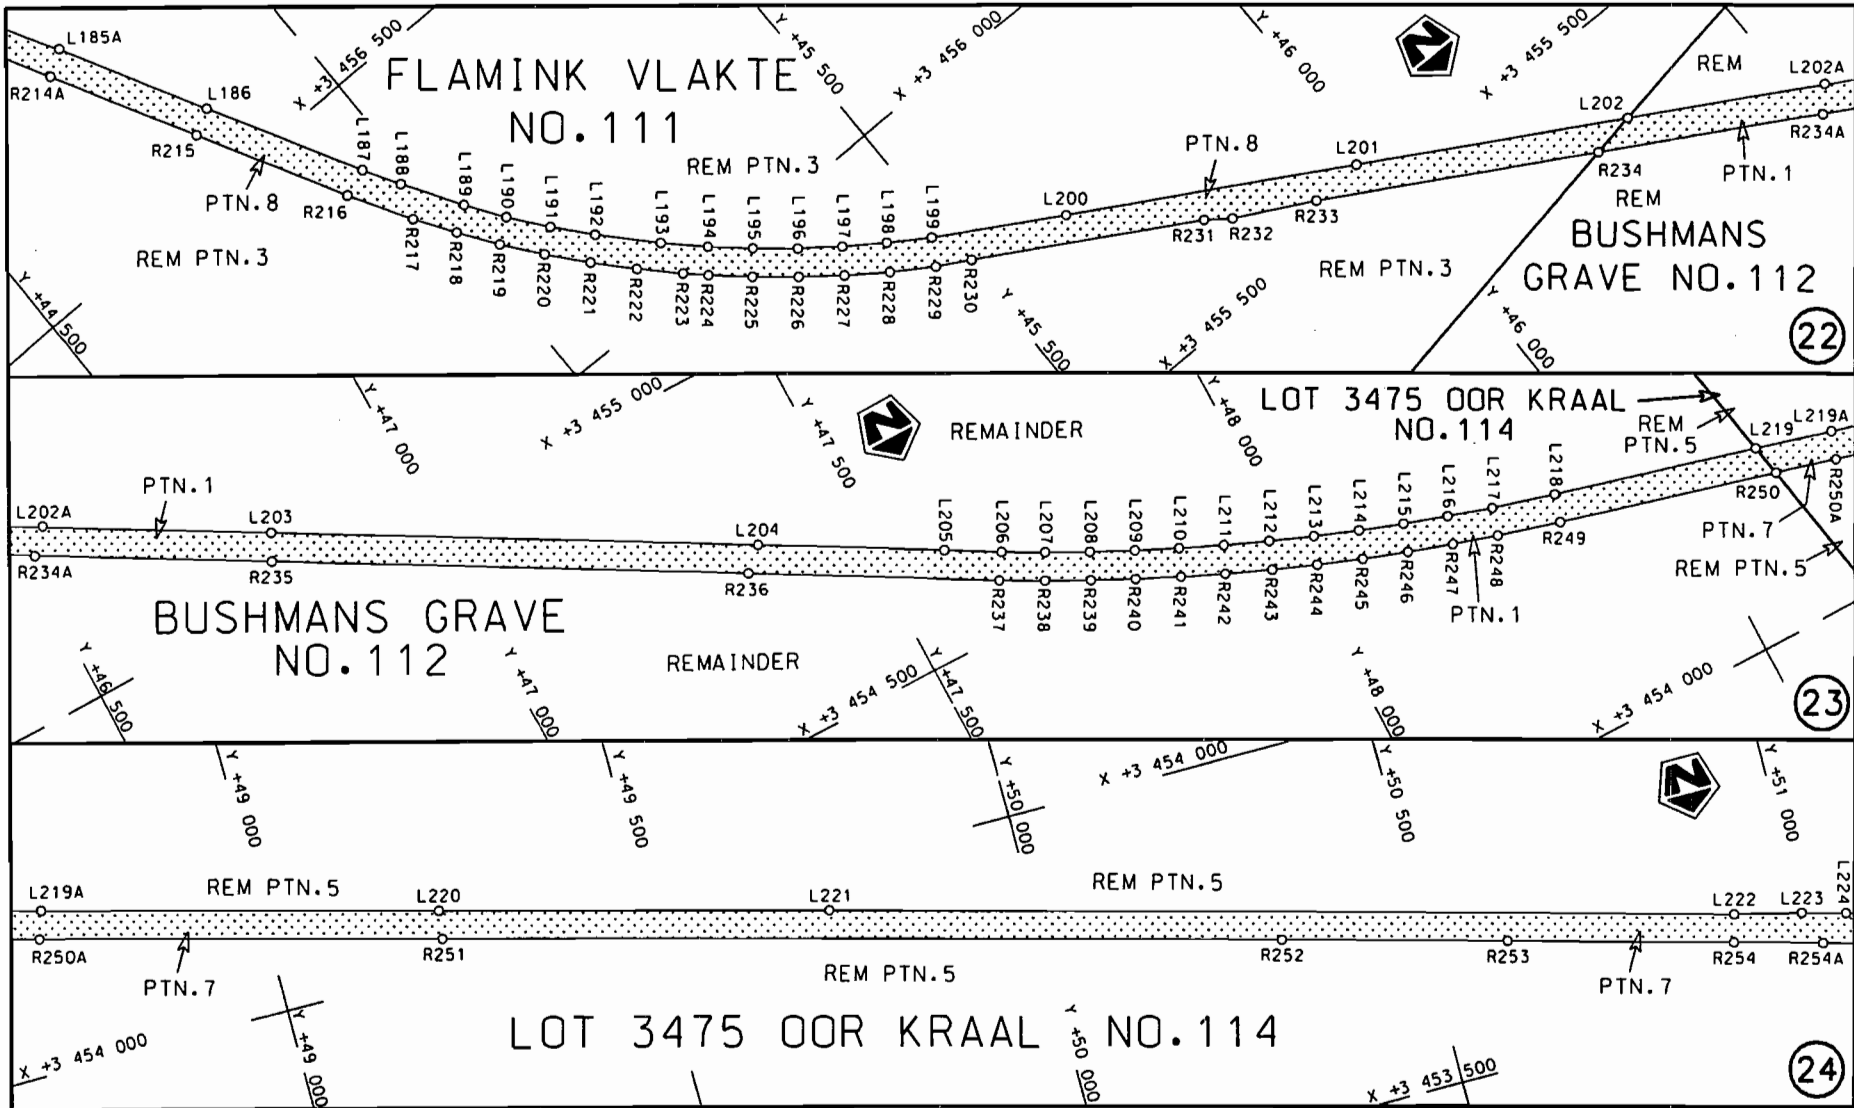 L185A
X +3 456 500
Y +45 500
X +3 456 000
Y +46 000
X +3 455 500
REM
L202A
R214A
L186
FLAMINK VLAKTE
NO.111
L202
R234A
R215
L187
L188
L189
L190
L191
L192
L193
L194
L195
L196
L197
L198
L199
REM PTN.3
PTN.8
L201
R234
PTN.1
PTN.8
R216
L200
REM
REM PTN.3
R217
R218
R219
R220
R221
R222
R223
R224
R225
R226
R227
R228
R229
R230
R231
R232
R233
BUSHMANS
GRAVE NO.112
REM PTN.3
Y +44 500
Y +45 500
X +3 455 500
Y +46 000
22
Y +47 000
X +3 455 000
Y +47 500
REMAINDER
Y +48 000
LOT 3475 OOR KRAAL
NO.114
REM
PTN.5
L219
L219A
PTN.1
L202A
L203
L204
L205
L206
L207
L208
L209
L210
L211
L212
L213
L214
L215
L216
L217
L218
R250
R250A
R234A
R235
R236
R237
R238
R239
R240
R241
R242
R243
R244
R245
R246
R247
R248
R249
PTN.7
REM PTN.5
PTN.1
BUSHMANS GRAVE
NO.112
REMAINDER
Y +46 500
Y +47 000
X +3 454 500
Y +47 500
Y +48 000
X +3 454 000
23
Y +49 000
Y +49 500
Y +50 000
X +3 454 000
Y +50 500
Y +51 000
L219A
REM PTN.5
L220
L221
REM PTN.5
L222
L223
L224
R250A
R251
R252
R253
R254
R254A
PTN.7
REM PTN.5
PTN.7
LOT 3475 OOR KRAAL NO.114
X +3 454 000
Y +49 000
Y +50 000
X +3 453 500
24